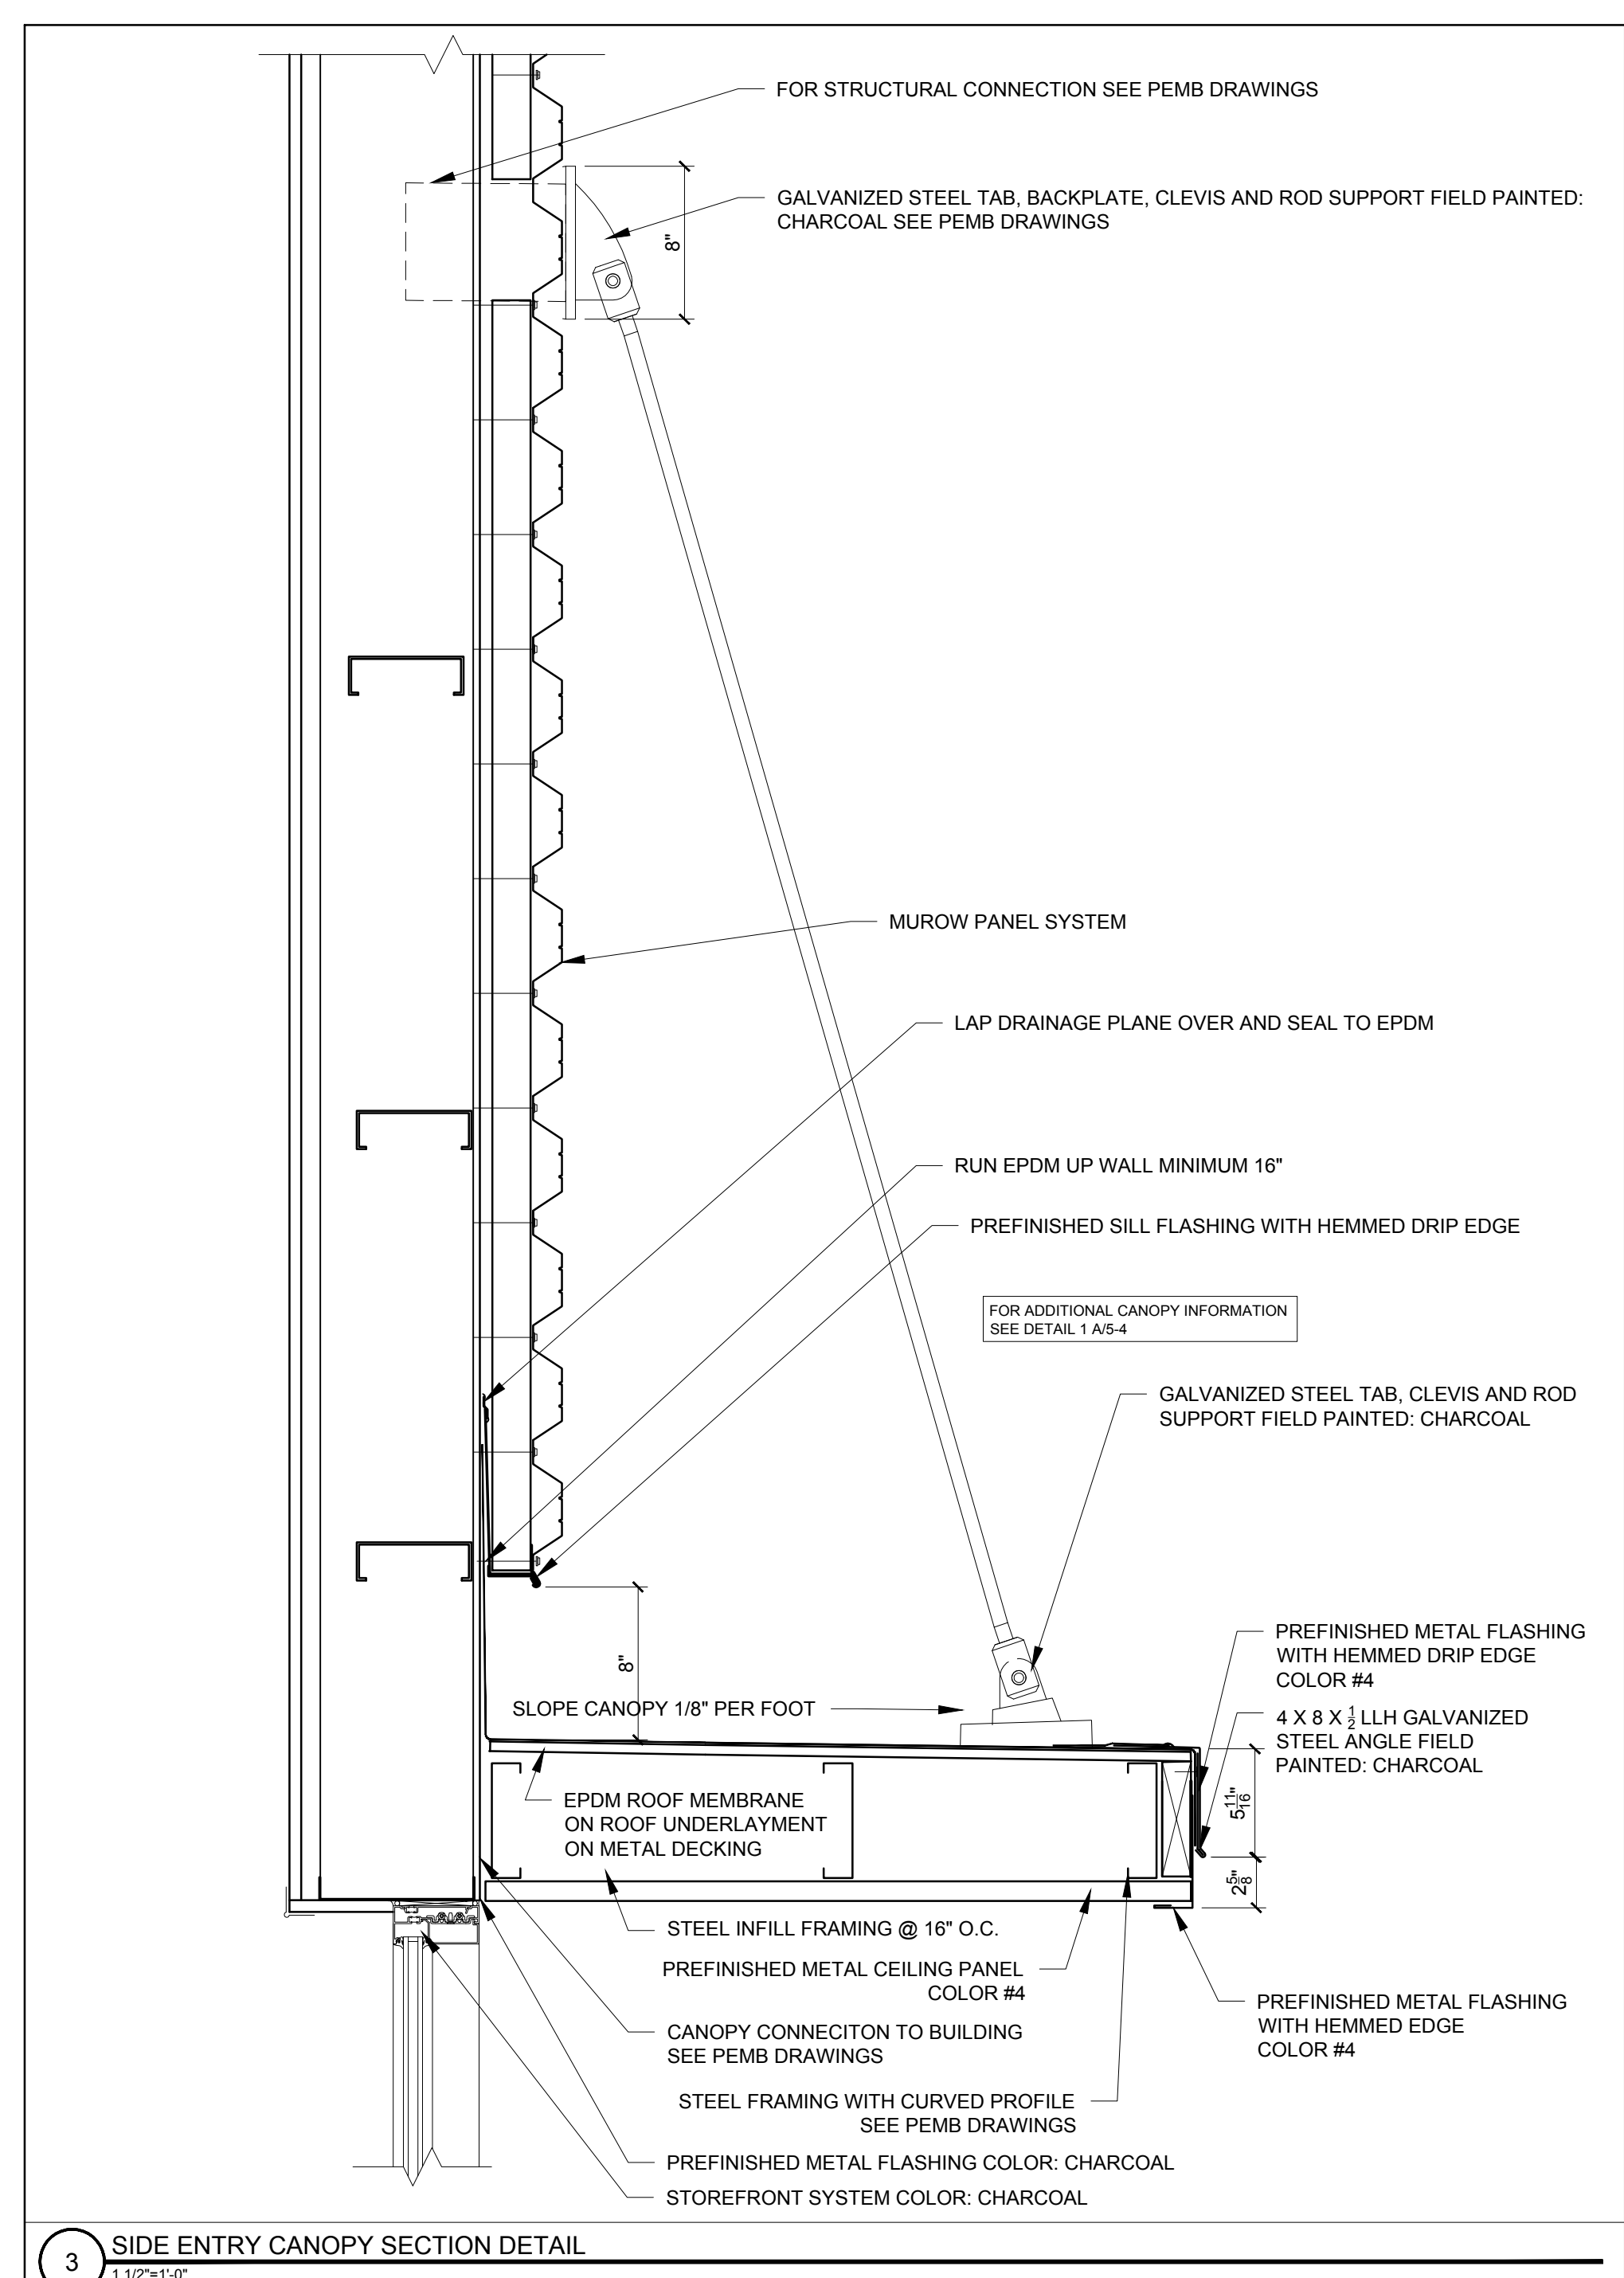 FOR STRUCTURAL CONNECTION SEE PEMB DRAWINGS
GALVANIZED STEEL TAB, BACKPLATE, CLEVIS AND ROD SUPPORT FIELD PAINTED:
CHARCOAL SEE PEMB DRAWINGS
8"
MUROW PANEL SYSTEM
LAP DRAINAGE PLANE OVER AND SEAL TO EPDM
RUN EPDM UP WALL MINIMUM 16"
PREFINISHED SILL FLASHING WITH HEMMED DRIP EDGE
FOR ADDITIONAL CANOPY INFORMATION
SEE DETAIL 1 A/5-4
GALVANIZED STEEL TAB, CLEVIS AND ROD
SUPPORT FIELD PAINTED: CHARCOAL
8"
SLOPE CANOPY 1/8" PER FOOT
PREFINISHED METAL FLASHING
WITH HEMMED DRIP EDGE
COLOR #4
4 X 8 X 1/2 LLH GALVANIZED
STEEL ANGLE FIELD
PAINTED: CHARCOAL
5 11/16"
2 5/8"
EPDM ROOF MEMBRANE
ON ROOF UNDERLAYMENT
ON METAL DECKING
STEEL INFILL FRAMING @ 16" O.C.
PREFINISHED METAL CEILING PANEL
COLOR #4
PREFINISHED METAL FLASHING
WITH HEMMED EDGE
COLOR #4
CANOPY CONNECITON TO BUILDING
SEE PEMB DRAWINGS
STEEL FRAMING WITH CURVED PROFILE
SEE PEMB DRAWINGS
PREFINISHED METAL FLASHING COLOR: CHARCOAL
STOREFRONT SYSTEM COLOR: CHARCOAL
3
SIDE ENTRY CANOPY SECTION DETAIL
1 1/2"=1'-0"